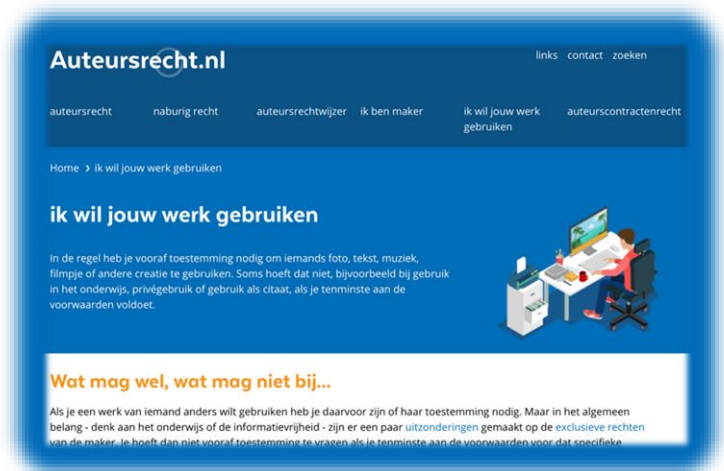 Auteursrecht.nl
links contact zoeken
auteursrecht naburig recht auteursrechtwijzer ik ben maker ik wil jouw werk auteurscontractenrecht
gebruiken
Home › ik wil jouw werk gebruiken
ik wil jouw werk gebruiken
In de regel heb je vooraf toestemming nodig om iemands foto, tekst, muziek,
filmpje of andere creatie te gebruiken. Soms hoeft dat niet, bijvoorbeeld bij gebruik
in het onderwijs, privégebruik of gebruik als citaat, als je tenminste aan de
voorwaarden voldoet.
Wat mag wel, wat mag niet bij...
Als je een werk van iemand anders wilt gebruiken heb je daarvoor zijn of haar toestemming nodig. Maar in het algemeen
belang - denk aan het onderwijs of de informatievrijheid - zijn er een paar uitzonderingen gemaakt op de exclusieve rechten
van de maker. Je hoeft dan niet vooraf toestemming te vragen als je tenminste aan de voorwaarden voor dat specifieke